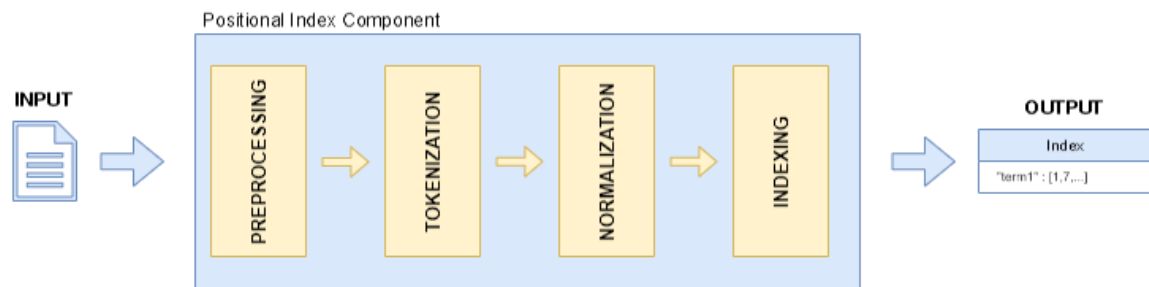 Positional Index Component
INPUT
PREPROCESSING
TOKENIZATION
NORMALIZATION
INDEXING
OUTPUT
Index
"term1" : [1,7,...]